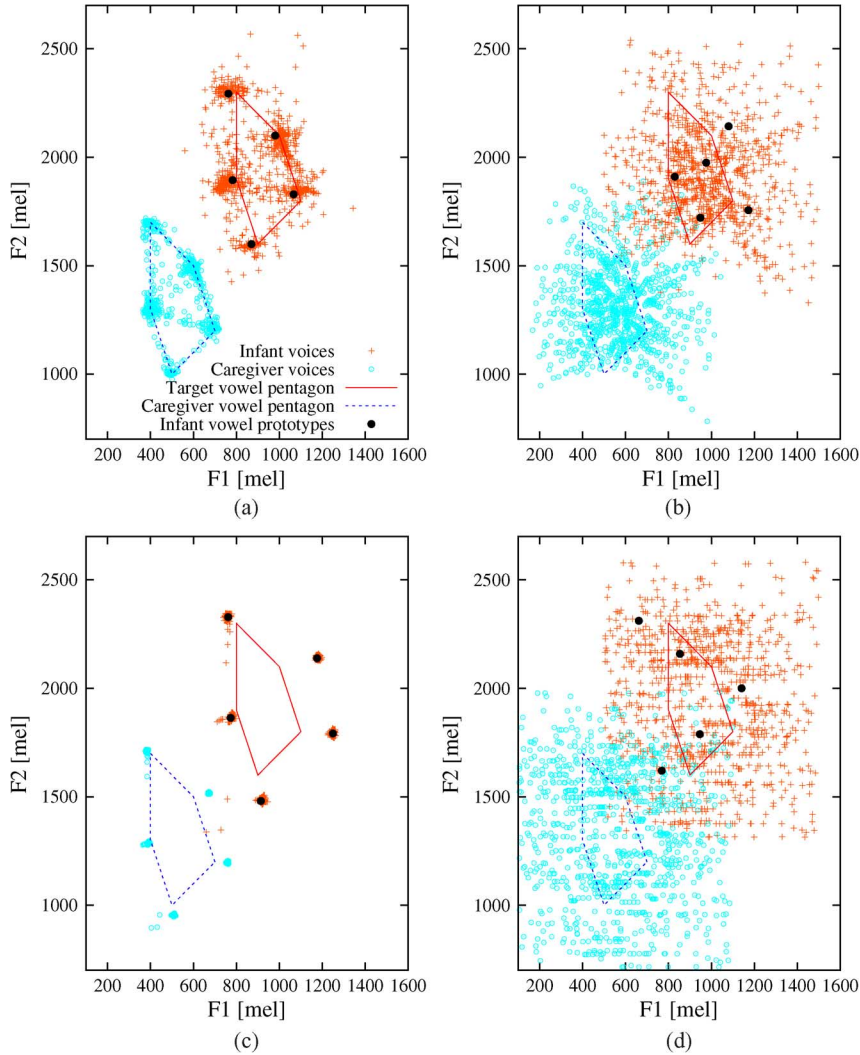 2500
2000
1500
1000
F2 [mel]
Infant voices
Caregiver voices
Target vowel pentagon
Caregiver vowel pentagon
Infant vowel prototypes
200 400 600 800 1000 1200 1400 1600
F1 [mel]
(a)
2500
2000
1500
1000
F2 [mel]
200 400 600 800 1000 1200 1400 1600
F1 [mel]
(b)
2500
2000
1500
1000
F2 [mel]
200 400 600 800 1000 1200 1400 1600
F1 [mel]
(c)
2500
2000
1500
1000
F2 [mel]
200 400 600 800 1000 1200 1400 1600
F1 [mel]
(d)